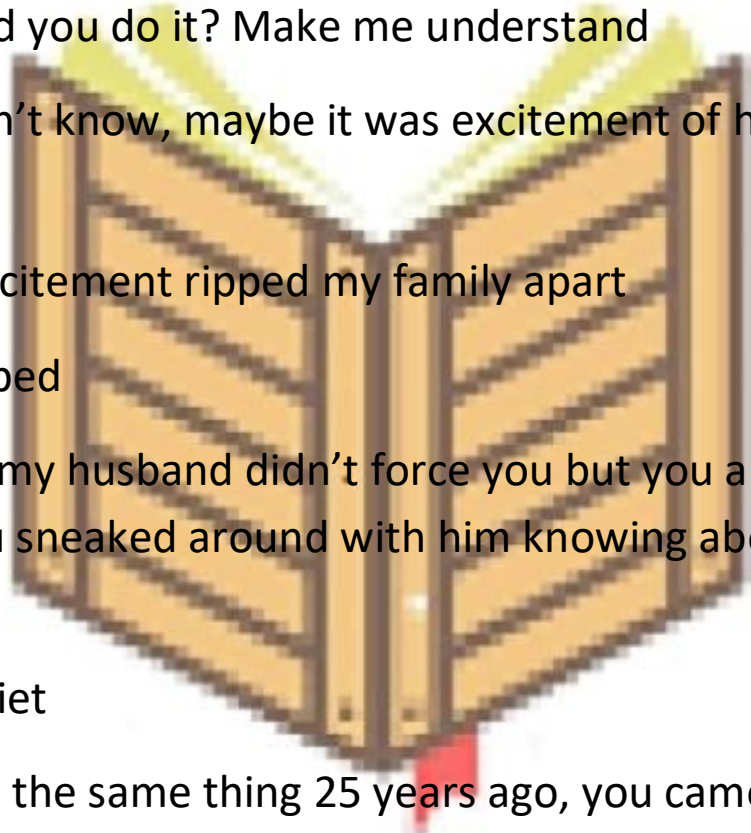 d you do it? Make me understand
n’t know, maybe it was excitement of h
citement ripped my family apart
bed
my husband didn’t force you but you a
sneaked around with him knowing abo
iet
the same thing 25 years ago, you came